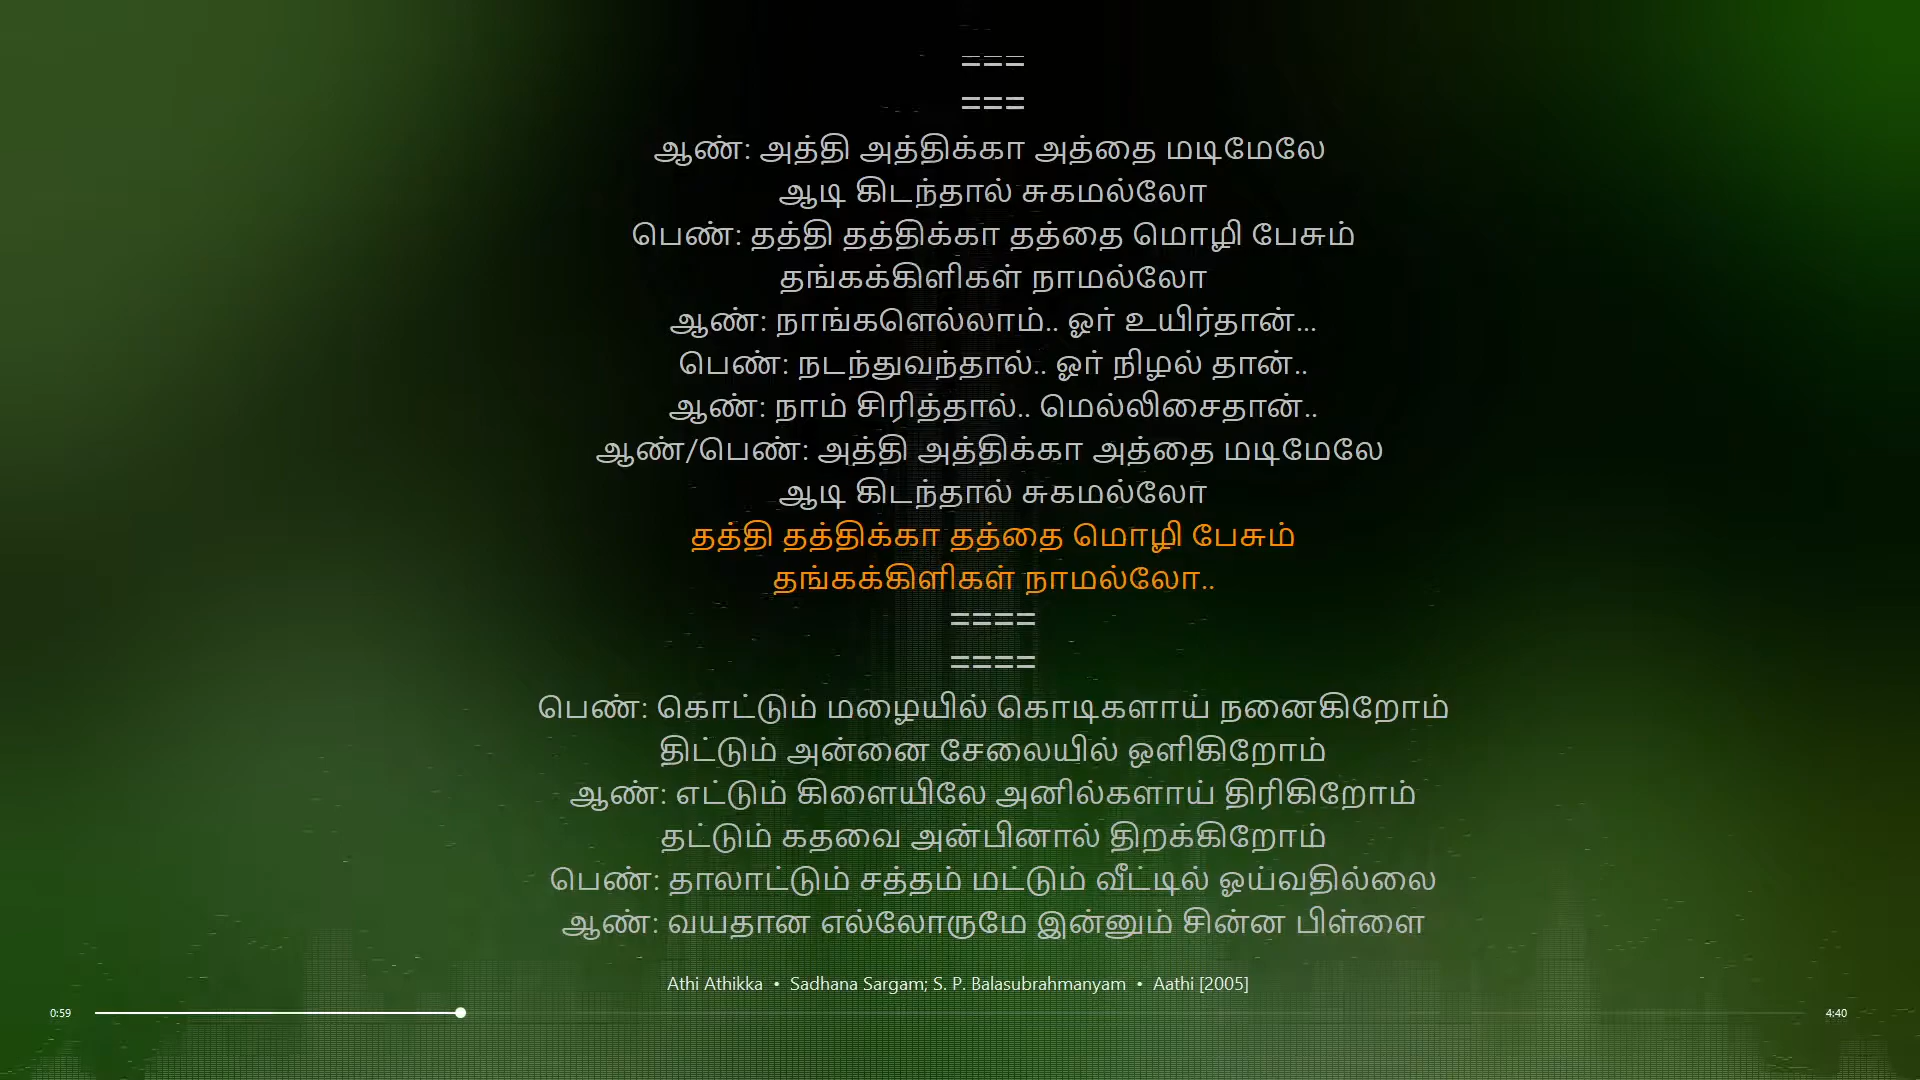 ===
===
ஆண்: அத்தி அத்திக்கா அத்தை மடிமேலே
ஆடி கிடந்தால் சுகமல்லோ
பெண்: தத்தி தத்திக்கா தத்தை மொழி பேசும்
தங்கக்கிளிகள் நாமல்லோ
ஆண்: நாங்களெல்லாம்.. ஓர் உயிர்தான்...
பெண்: நடந்துவந்தால்.. ஓர் நிழல் தான்..
ஆண்: நாம் சிரித்தால்.. மெல்லிசைதான்..
ஆண்/பெண்: அத்தி அத்திக்கா அத்தை மடிமேலே
ஆடி கிடந்தால் சுகமல்லோ
தத்தி தத்திக்கா தத்தை மொழி பேசும்
தங்கக்கிளிகள் நாமல்லோ..
====
====
பெண்: கொட்டும் மழையில் கொடிகளாய் நனைகிறோம்
திட்டும் அன்னை சேலையில் ஒளிகிறோம்
ஆண்: எட்டும் கிளையிலே அனில்களாய் திரிகிறோம்
தட்டும் கதவை அன்பினால் திறக்கிறோம்
பெண்: தாலாட்டும் சத்தம் மட்டும் வீட்டில் ஓய்வதில்லை
ஆண்: வயதான எல்லோருமே இன்னும் சின்ன பிள்ளை
Athi Athikka • Sadhana Sargam; S. P. Balasubrahmanyam • Aathi [2005]
0:59 4:40